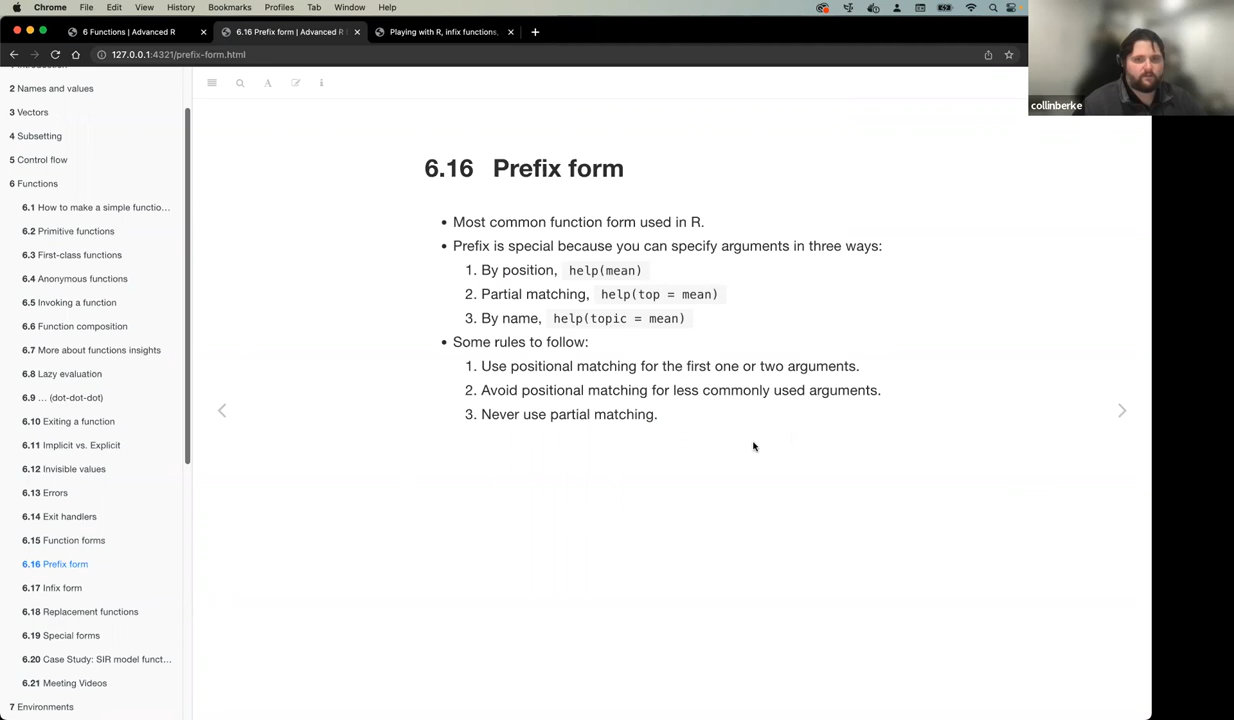 Chrome File Edit View History Bookmarks Profiles Tab Window Help
6 Functions | Advanced R
6.16 Prefix form | Advanced R
Playing with R, infix functions,
127.0.0.1:4321/prefix-form.html
collinberke
2 Names and values
3 Vectors
4 Subsetting
5 Control flow
6 Functions
6.1 How to make a simple functio…
6.2 Primitive functions
6.3 First-class functions
6.4 Anonymous functions
6.5 Invoking a function
6.6 Function composition
6.7 More about functions insights
6.8 Lazy evaluation
6.9 … (dot-dot-dot)
6.10 Exiting a function
6.11 Implicit vs. Explicit
6.12 Invisible values
6.13 Errors
6.14 Exit handlers
6.15 Function forms
6.16 Prefix form
6.17 Infix form
6.18 Replacement functions
6.19 Special forms
6.20 Case Study: SIR model funct…
6.21 Meeting Videos
7 Environments
6.16 Prefix form
• Most common function form used in R.
• Prefix is special because you can specify arguments in three ways:
1. By position, help(mean)
2. Partial matching, help(top = mean)
3. By name, help(topic = mean)
• Some rules to follow:
1. Use positional matching for the first one or two arguments.
2. Avoid positional matching for less commonly used arguments.
3. Never use partial matching.